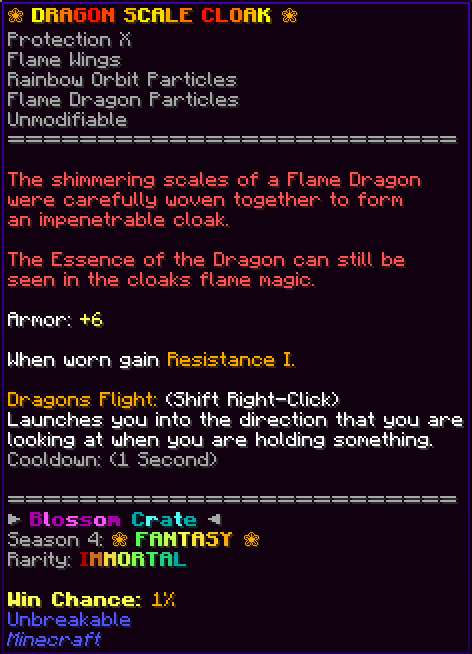 ❀ DRAGON SCALE CLOAK ❀
Protection X
Flame Wings
Rainbow Orbit Particles
Flame Dragon Particles
Unmodifiable
==============================
The shimmering scales of a Flame Dragon
were carefully woven together to form
an impenetrable cloak.
The Essence of the Dragon can still be
seen in the cloaks flame magic.
Armor: +6
When worn gain Resistance I.
Dragons Flight: (Shift Right-Click)
Launches you into the direction that you are
looking at when you are holding something.
Cooldown: (1 Second)
==============================
► Blossom Crate ◄
Season 4: ❀ FANTASY ❀
Rarity: IMMORTAL
Win Chance: 1%
Unbreakable
Minecraft